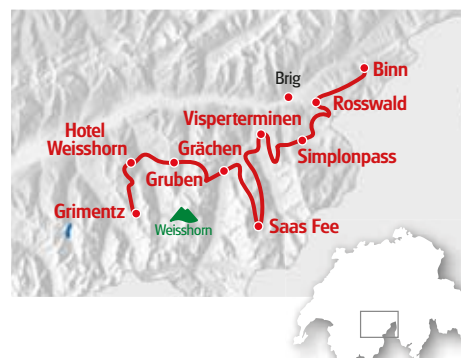 Binn
Brig
Rosswald
Visperterminen
Hotel
Weisshorn
Grächen
Simplonpass
Gruben
Grimentz
Weisshorn
Saas Fee